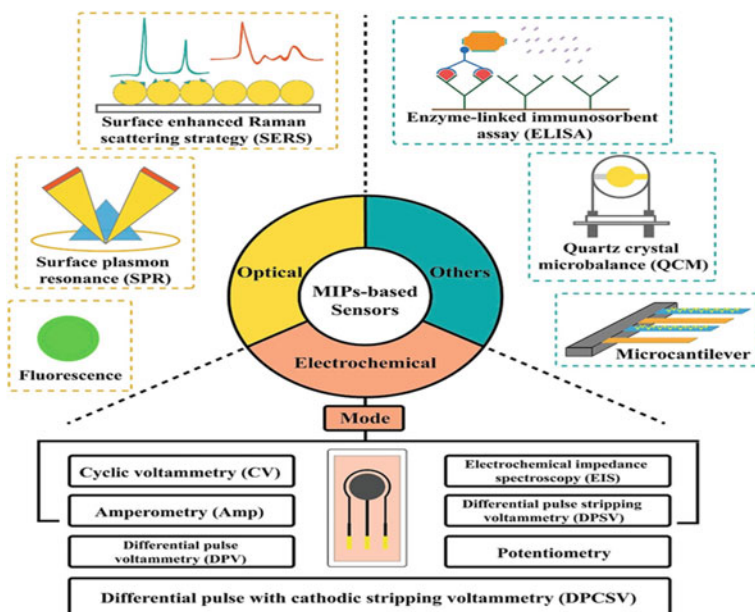 Surface enhanced Raman
scattering strategy (SERS)
Enzyme-linked immunosorbent
assay (ELISA)
Surface plasmon
resonance (SPR)
Quartz crystal
microbalance (QCM)
Optical
Others
MIPs-based
Sensors
Fluorescence
Microcantilever
Electrochemical
Mode
Cyclic voltammetry (CV)
Electrochemical impedance
spectroscopy (EIS)
Amperometry (Amp)
Differential pulse stripping
voltammetry (DPSV)
Differential pulse
voltammetry (DPV)
Potentiometry
Differential pulse with cathodic stripping voltammetry (DPCSV)